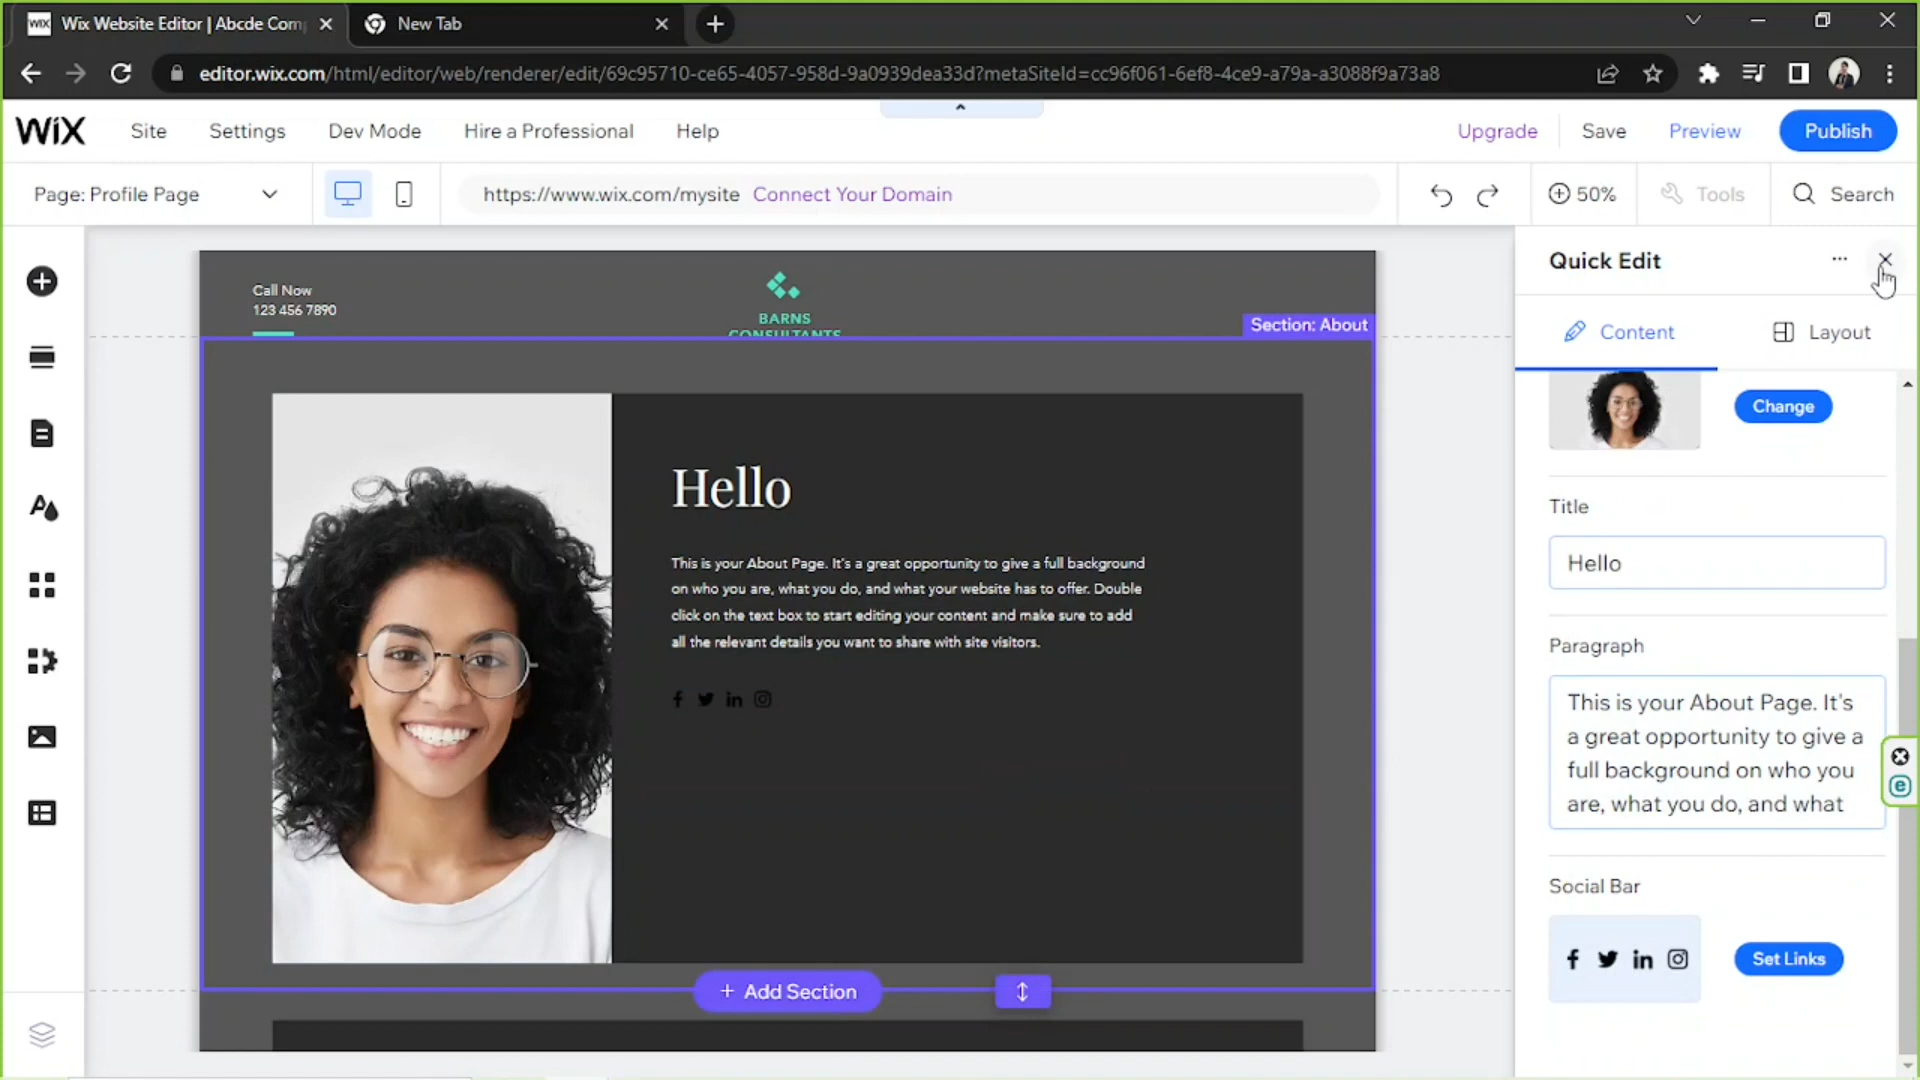 WIX Wix Website Editor | Abcde Com
New Tab
editor.wix.com/html/editor/web/renderer/edit/69c95710-ce65-4057-958d-9a0939dea33d?metaSiteId=cc96f061-6ef8-4ce9-a79a-a3088f9a73a8
WiX Site Settings Dev Mode Hire a Professional Help Upgrade Save Preview Publish
Page: Profile Page https://www.wix.com/mysite Connect Your Domain 50% Tools Search
Call Now
123 456 7890
BARNS
CONSULTANTS
Section: About
Hello
This is your About Page. It's a great opportunity to give a full background
on who you are, what you do, and what your website has to offer. Double
click on the text box to start editing your content and make sure to add
all the relevant details you want to share with site visitors.
+ Add Section
Quick Edit
Content Layout
Change
Title
Hello
Paragraph
This is your About Page. It's
a great opportunity to give a
full background on who you
are, what you do, and what
Social Bar
Set Links